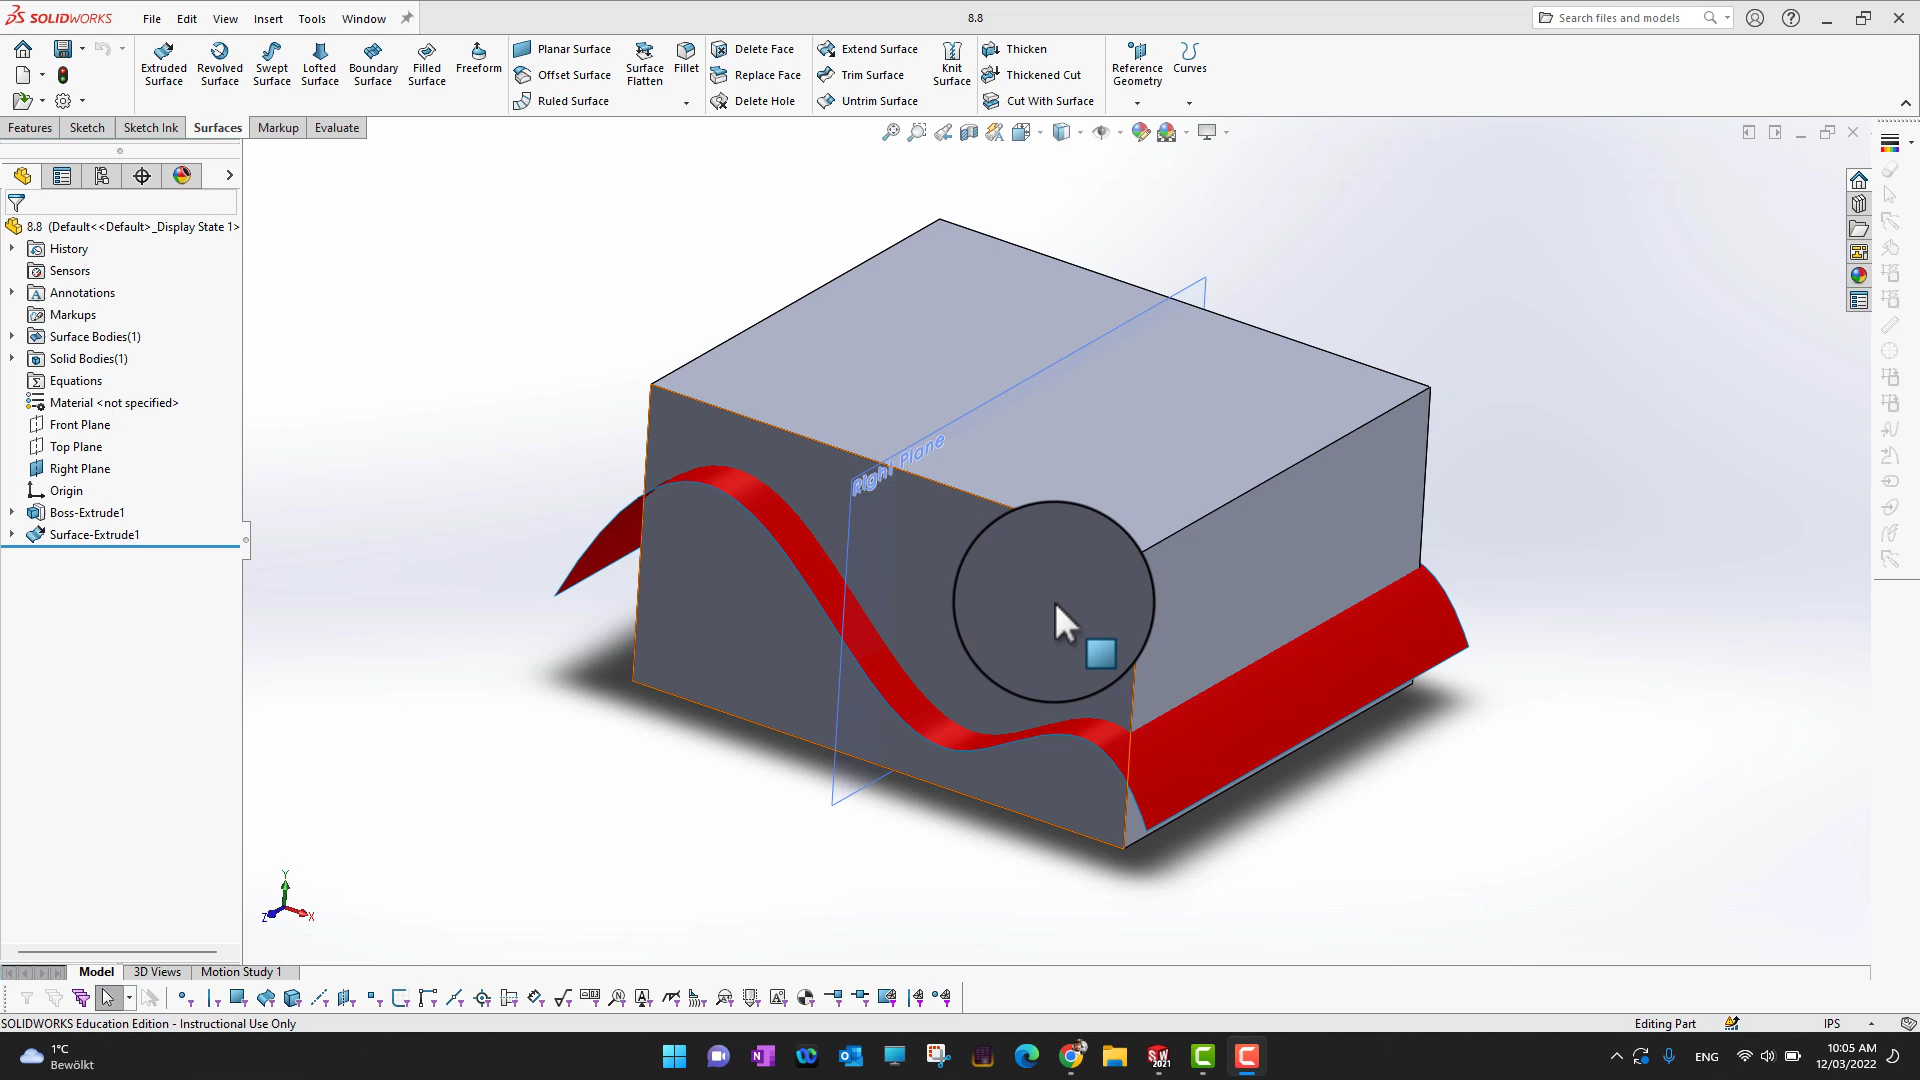 SOLIDWORKS File Edit View Insert Tools Window 8.8 Search files and models
Extruded Surface
Revolved Surface
Swept Surface
Lofted Surface
Boundary Surface
Filled Surface
Freeform
Planar Surface
Offset Surface
Ruled Surface
Surface Flatten
Fillet
Delete Face
Replace Face
Delete Hole
Extend Surface
Trim Surface
Untrim Surface
Knit Surface
Thicken
Thickened Cut
Cut With Surface
Reference Geometry
Curves
Features Sketch Sketch Ink Surfaces Markup Evaluate
8.8 (Default<<Default>_Display State 1>
History
Sensors
Annotations
Markups
Surface Bodies(1)
Solid Bodies(1)
Equations
Material <not specified>
Front Plane
Top Plane
Right Plane
Origin
Boss-Extrude1
Surface-Extrude1
Right Plane
Y
Z X
Model 3D Views Motion Study 1
SOLIDWORKS Education Edition - Instructional Use Only Editing Part IPS
1°C
Bewölkt
SW
2021
ENG
10:05 AM
12/03/2022